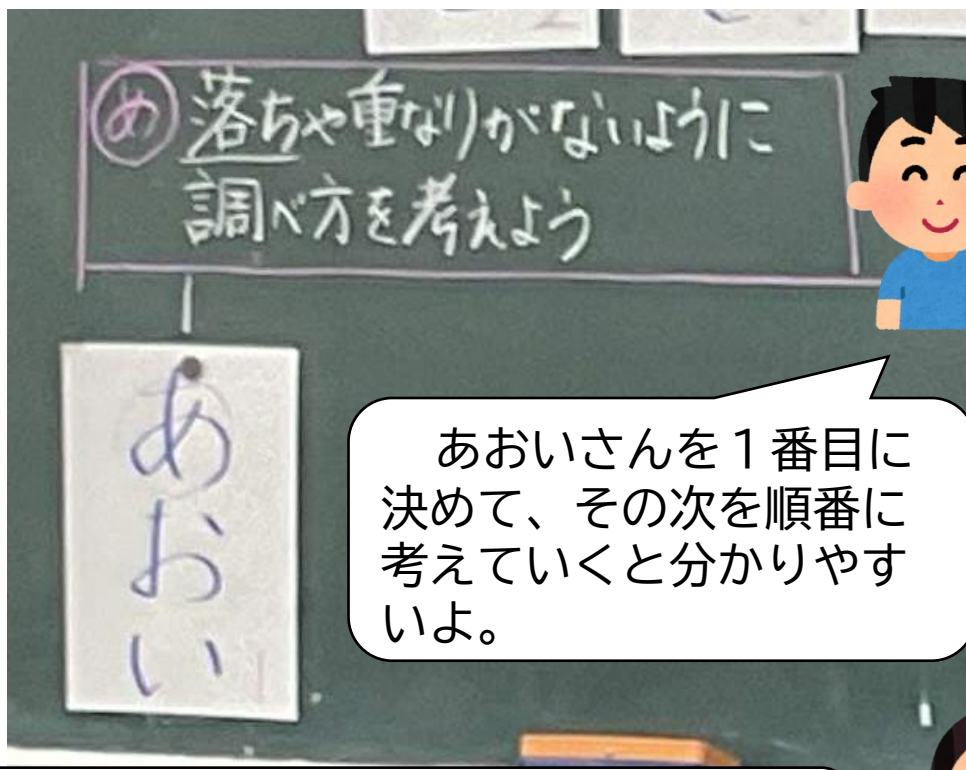 め 落ちや重なりがないように
調べ方を考えよう
あおい
あおいさんを１番目に
決めて、その次を順番に
考えていくと分かりやす
いよ。